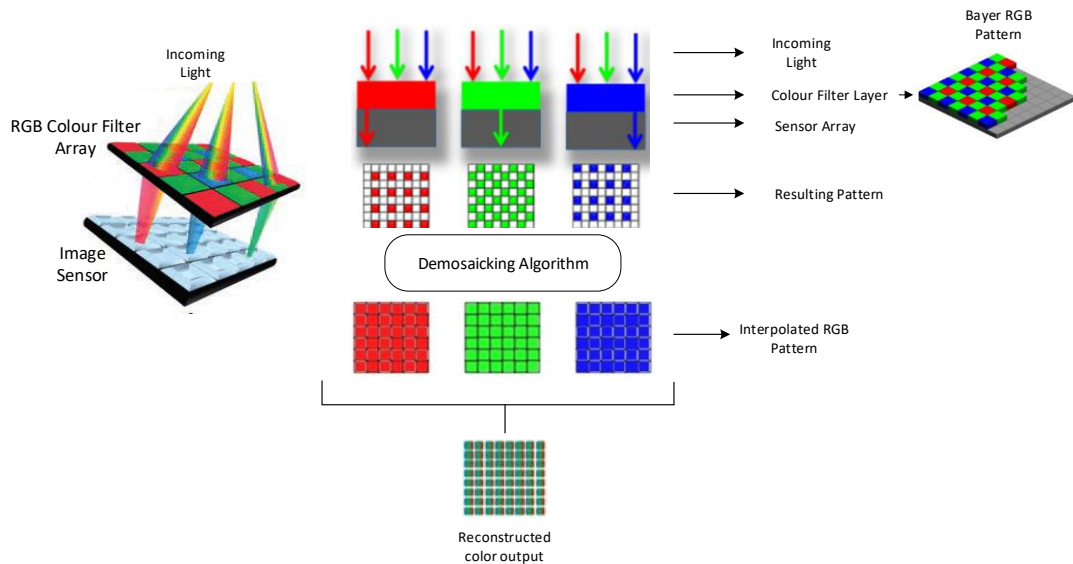 Incoming
Light
RGB Colour Filter
Array
Image
Sensor
Incoming
Light
Colour Filter Layer
Sensor Array
Resulting Pattern
Bayer RGB
Pattern
Demosaicking Algorithm
Interpolated RGB
Pattern
Reconstructed
color output